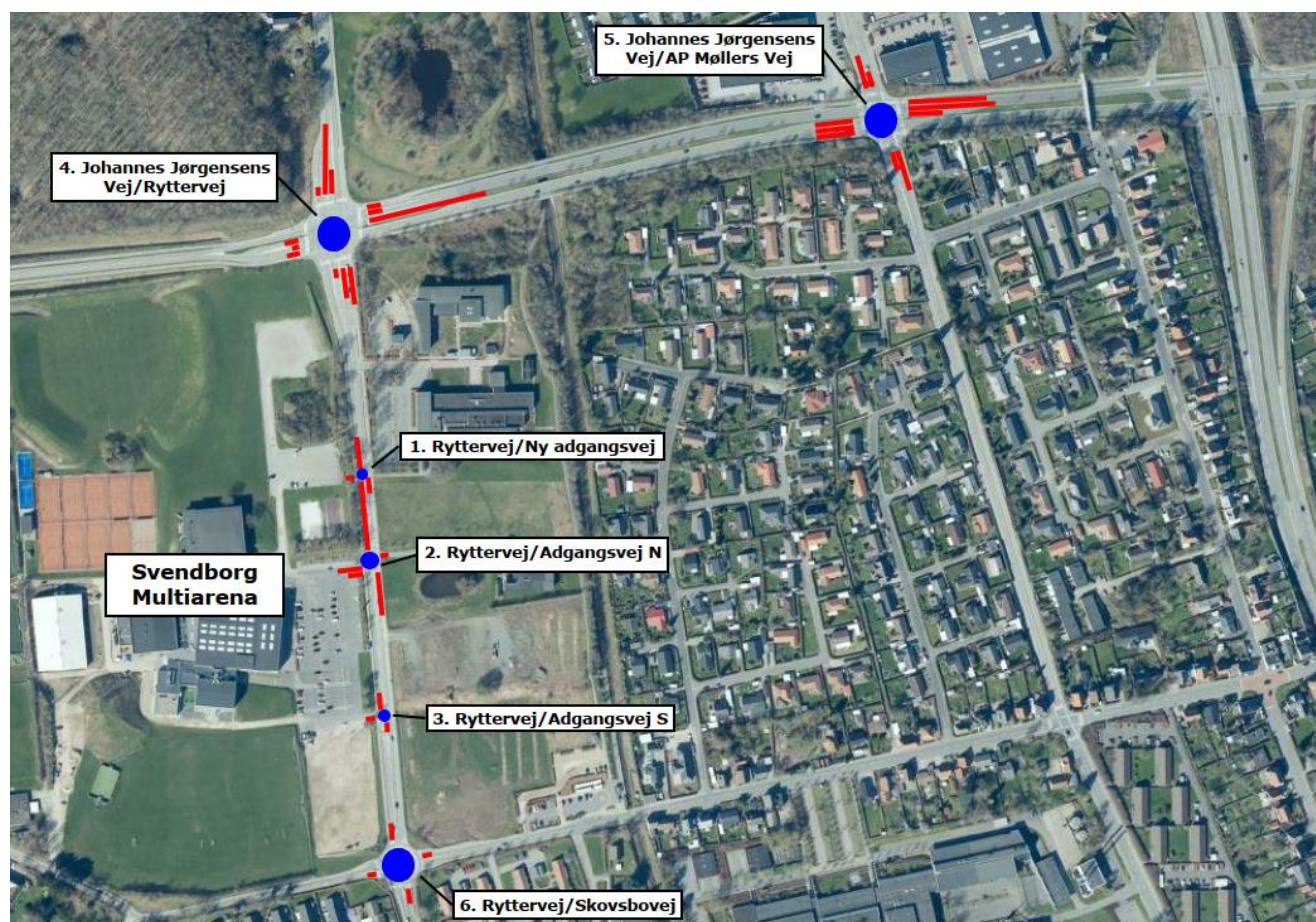 5. Johannes Jørgensens
Vej/AP Møllers Vej
4. Johannes Jørgensens
Vej/Ryttervej
1. Ryttervej/Ny adgangsvej
2. Ryttervej/Adgangsvej N
Svendborg
Multiarena
3. Ryttervej/Adgangsvej S
6. Ryttervej/Skovsbovej